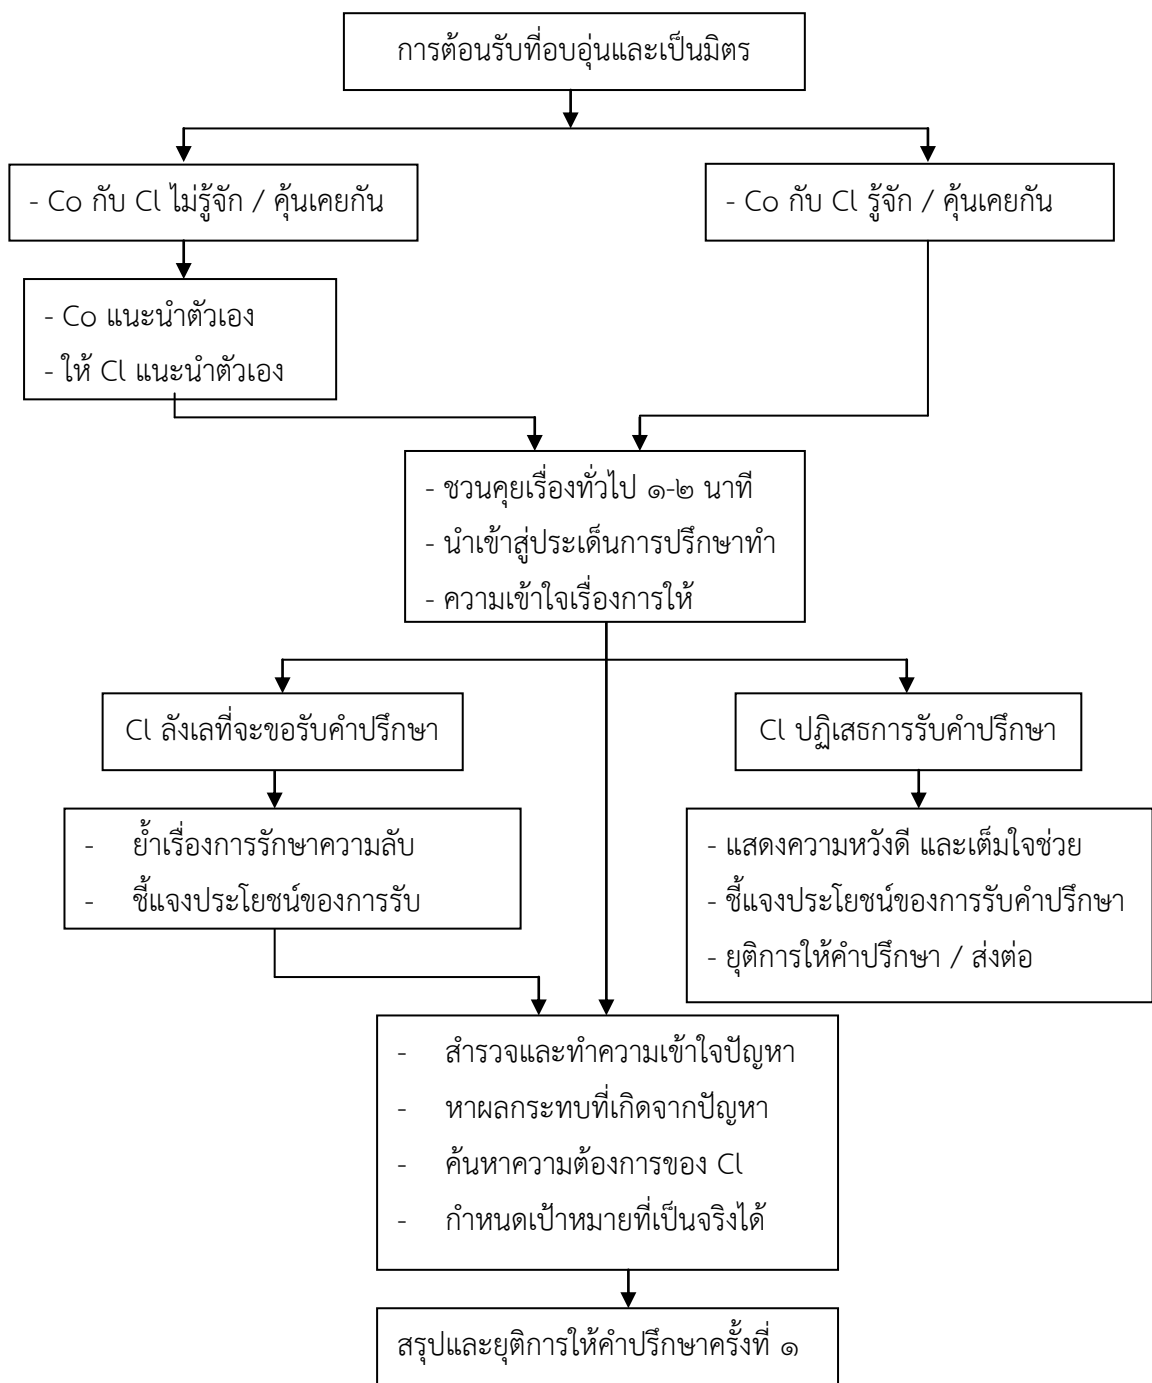 การต้อนรับที่อบอุ่นและเป็นมิตร
- Co กับ Cl ไม่รู้จัก / คุ้นเคยกัน
- Co กับ Cl รู้จัก / คุ้นเคยกัน
- Co แนะนำตัวเอง
- ให้ Cl แนะนำตัวเอง
- ชวนคุยเรื่องทั่วไป ๑-๒ นาที
- นำเข้าสู่ประเด็นการปรึกษาทำ
- ความเข้าใจเรื่องการให้
Cl ลังเลที่จะขอรับคำปรึกษา
Cl ปฏิเสธการรับคำปรึกษา
- ย้ำเรื่องการรักษาความลับ
- ชี้แจงประโยชน์ของการรับ
- แสดงความหวังดี และเต็มใจช่วย
- ชี้แจงประโยชน์ของการรับคำปรึกษา
- ยุติการให้คำปรึกษา / ส่งต่อ
- สำรวจและทำความเข้าใจปัญหา
- หาผลกระทบที่เกิดจากปัญหา
- ค้นหาความต้องการของ Cl
- กำหนดเป้าหมายที่เป็นจริงได้
สรุปและยุติการให้คำปรึกษาครั้งที่ ๑